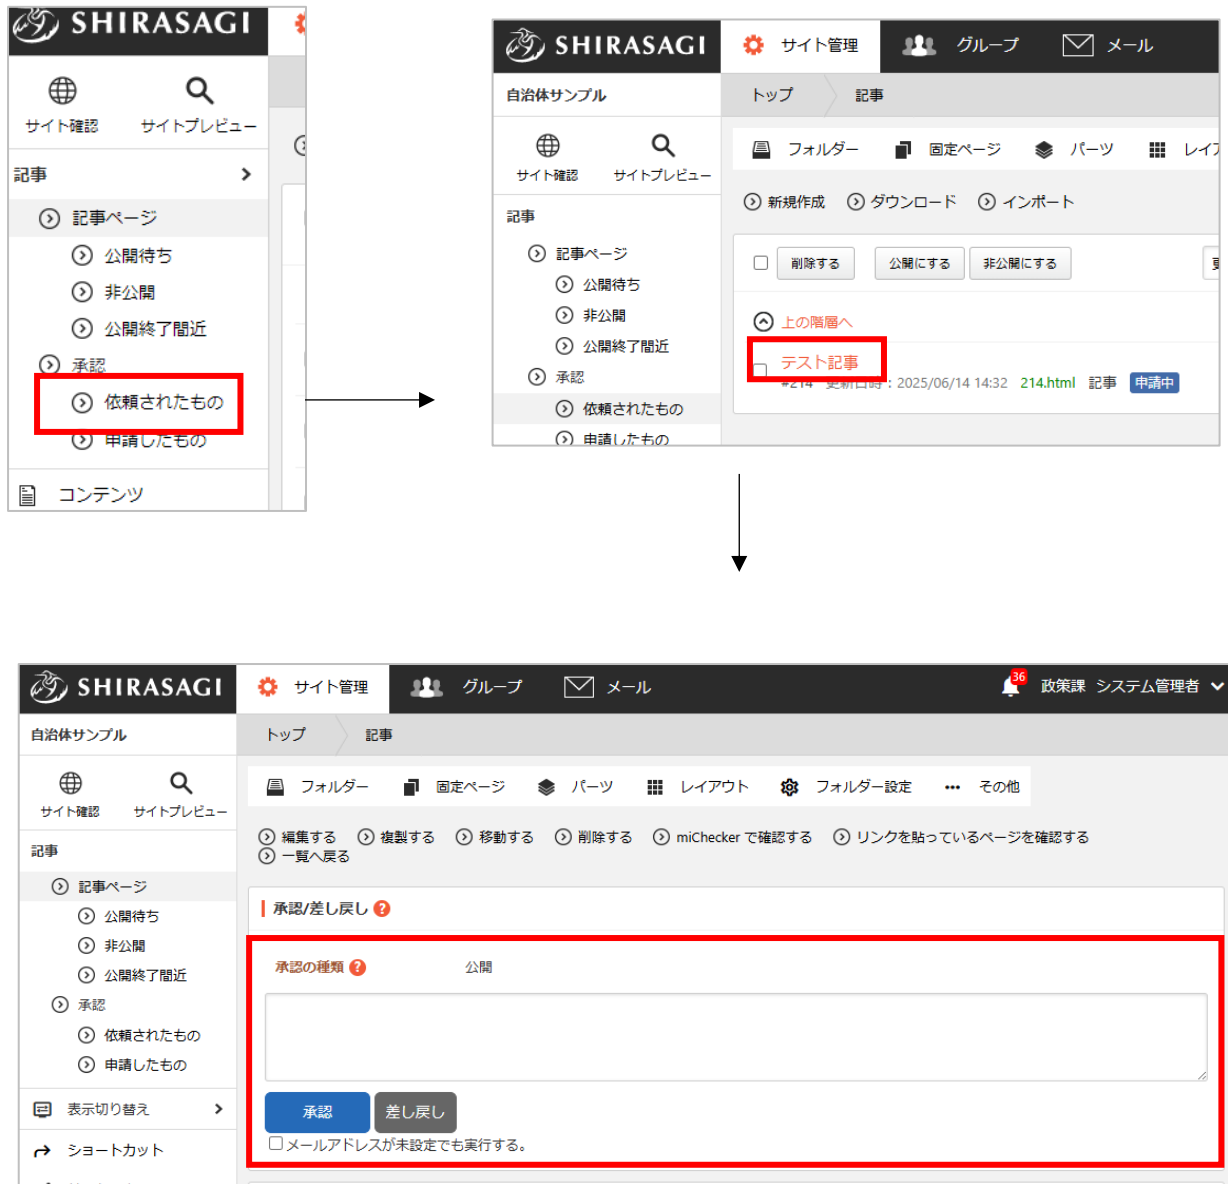 SHIRASAGI
サイト確認
サイトプレビュー
記事
記事ページ
公開待ち
非公開
公開終了間近
承認
依頼されたもの
申請したもの
コンテンツ
SHIRASAGI
サイト管理
グループ
メール
自治体サンプル
トップ
記事
サイト確認
サイトプレビュー
フォルダー
固定ページ
パーツ
レイア
記事
新規作成
ダウンロード
インポート
記事ページ
公開待ち
非公開
公開終了間近
承認
依頼されたもの
申請したもの
削除する
公開にする
非公開にする
上の階層へ
テスト記事
#214 更新日時：2025/06/14 14:32 214.html 記事 申請中
SHIRASAGI
サイト管理
グループ
メール
36
政策課 システム管理者
自治体サンプル
トップ
記事
サイト確認
サイトプレビュー
フォルダー
固定ページ
パーツ
レイアウト
フォルダー設定
その他
記事
編集する
複製する
移動する
削除する
miChecker で確認する
リンクを貼っているページを確認する
一覧へ戻る
記事ページ
公開待ち
非公開
公開終了間近
承認
依頼されたもの
申請したもの
表示切り替え
ショートカット
承認/差し戻し ?
承認の種類 ?
公開
承認
差し戻し
メールアドレスが未設定でも実行する。